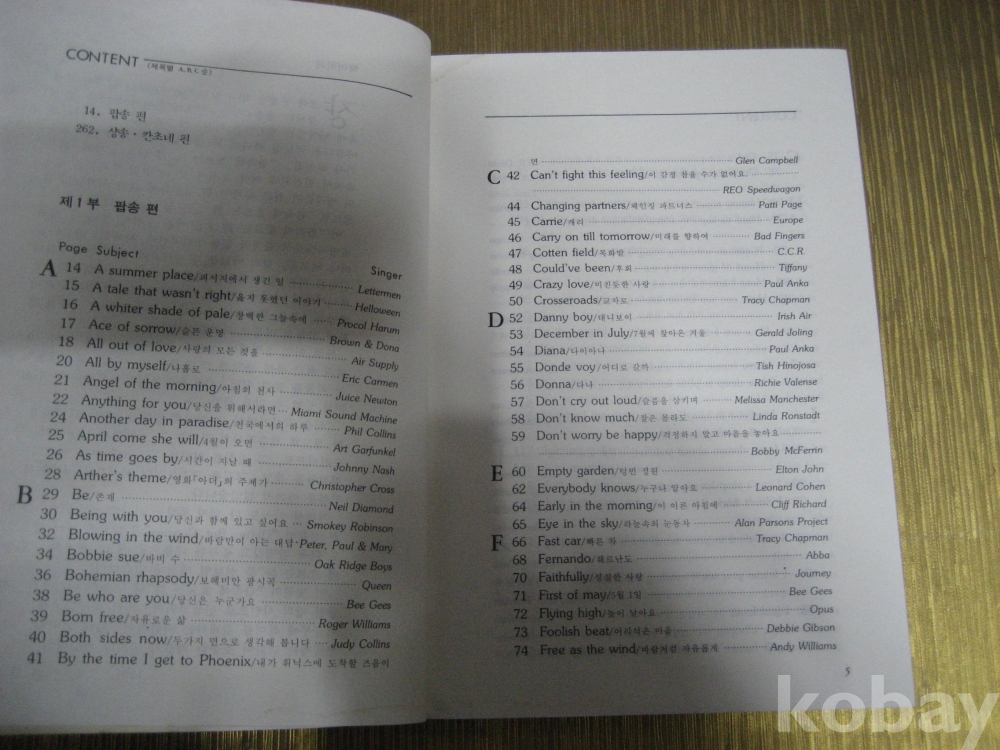 CONTENT (제목별 A.B.C 순)
14. 팝송 편
262. 상송·칸초네 편
제1부 팝송 편
Page Subject Singer
A 14 A summer place/피서지에서 생긴 일 Lettermen
15 A tale that wasn't right/옳지 못했던 이야기 Helloween
16 A whiter shade of pale/창백한 그늘속에 Procol Harum
17 Ace of sorrow/슬픈 운명 Brown & Dona
18 All out of love/사랑의 모든 것을 Air Supply
20 All by myself/나홀로 Eric Carmen
21 Angel of the morning/아침의 천사 Juice Newton
22 Anything for you/당신을 위해서라면 Miami Sound Machine
24 Another day in paradise/천국에서의 하루 Phil Collins
25 April come she will/4월이 오면 Art Garfunkel
26 As time goes by/시간이 지날 때 Johnny Nash
28 Arther's theme/영화「아더」의 주제가 Christopher Cross
B 29 Be/존재 Neil Diamond
30 Being with you/당신과 함께 있고 싶어요 Smokey Robinson
32 Blowing in the wind/바람만이 아는 대답 Peter, Paul & Mary
34 Bobbie sue/바비 수 Oak Ridge Boys
36 Bohemian rhapsody/보헤미안 광시곡 Queen
38 Be who are you/당신은 누군가요 Bee Gees
39 Born free/자유로운 삶 Roger Williams
40 Both sides now/두가지 면으로 생각해 봅니다 Judy Collins
41 By the time I get to Phoenix/내가 휘닉스에 도착할 즈음이
면 Glen Campbell
C 42 Can't fight this feeling/이 감정 참을 수가 없어요.
REO Speedwagon
44 Changing partners/체인징 파트너스 Patti Page
45 Carrie/캐리 Europe
46 Carry on till tomorrow/미래를 향하여 Bad Fingers
47 Cotten field/목화밭 C.C.R.
48 Could've been/후회 Tiffany
49 Crazy love/미친듯한 사랑 Paul Anka
50 Crosseroads/교차로 Tracy Chapman
D 52 Danny boy/대니보이 Irish Air
53 December in July/7월에 찾아온 겨울 Gerald Joling
54 Diana/다이아나 Paul Anka
55 Donde voy/어디로 갈까 Tish Hinojosa
56 Donna/다나 Richie Valense
57 Don't cry out loud/슬픔을 삼키며 Melissa Manchester
58 Don't know much/잘은 몰라도 Linda Ronstadt
59 Don't worry be happy/걱정하지 말고 마음을 놓아요
Bobby McFerrin
E 60 Empty garden/텅빈 정원 Elton John
62 Everybody knows/누구나 알아요 Leonard Cohen
64 Early in the morning/이 이른 아침에 Cliff Richard
65 Eye in the sky/하늘속의 눈동자 Alan Parsons Project
F 66 Fast car/빠른 차 Tracy Chapman
68 Fernando/훼르난도 Abba
70 Faithfully/성실한 사랑 Journey
71 First of may/5월 1일 Bee Gees
72 Flying high/높이 날아요 Opus
73 Foolish beat/어리석은 마음 Debbie Gibson
74 Free as the wind/바람처럼 자유롭게 Andy Williams
5
kobay